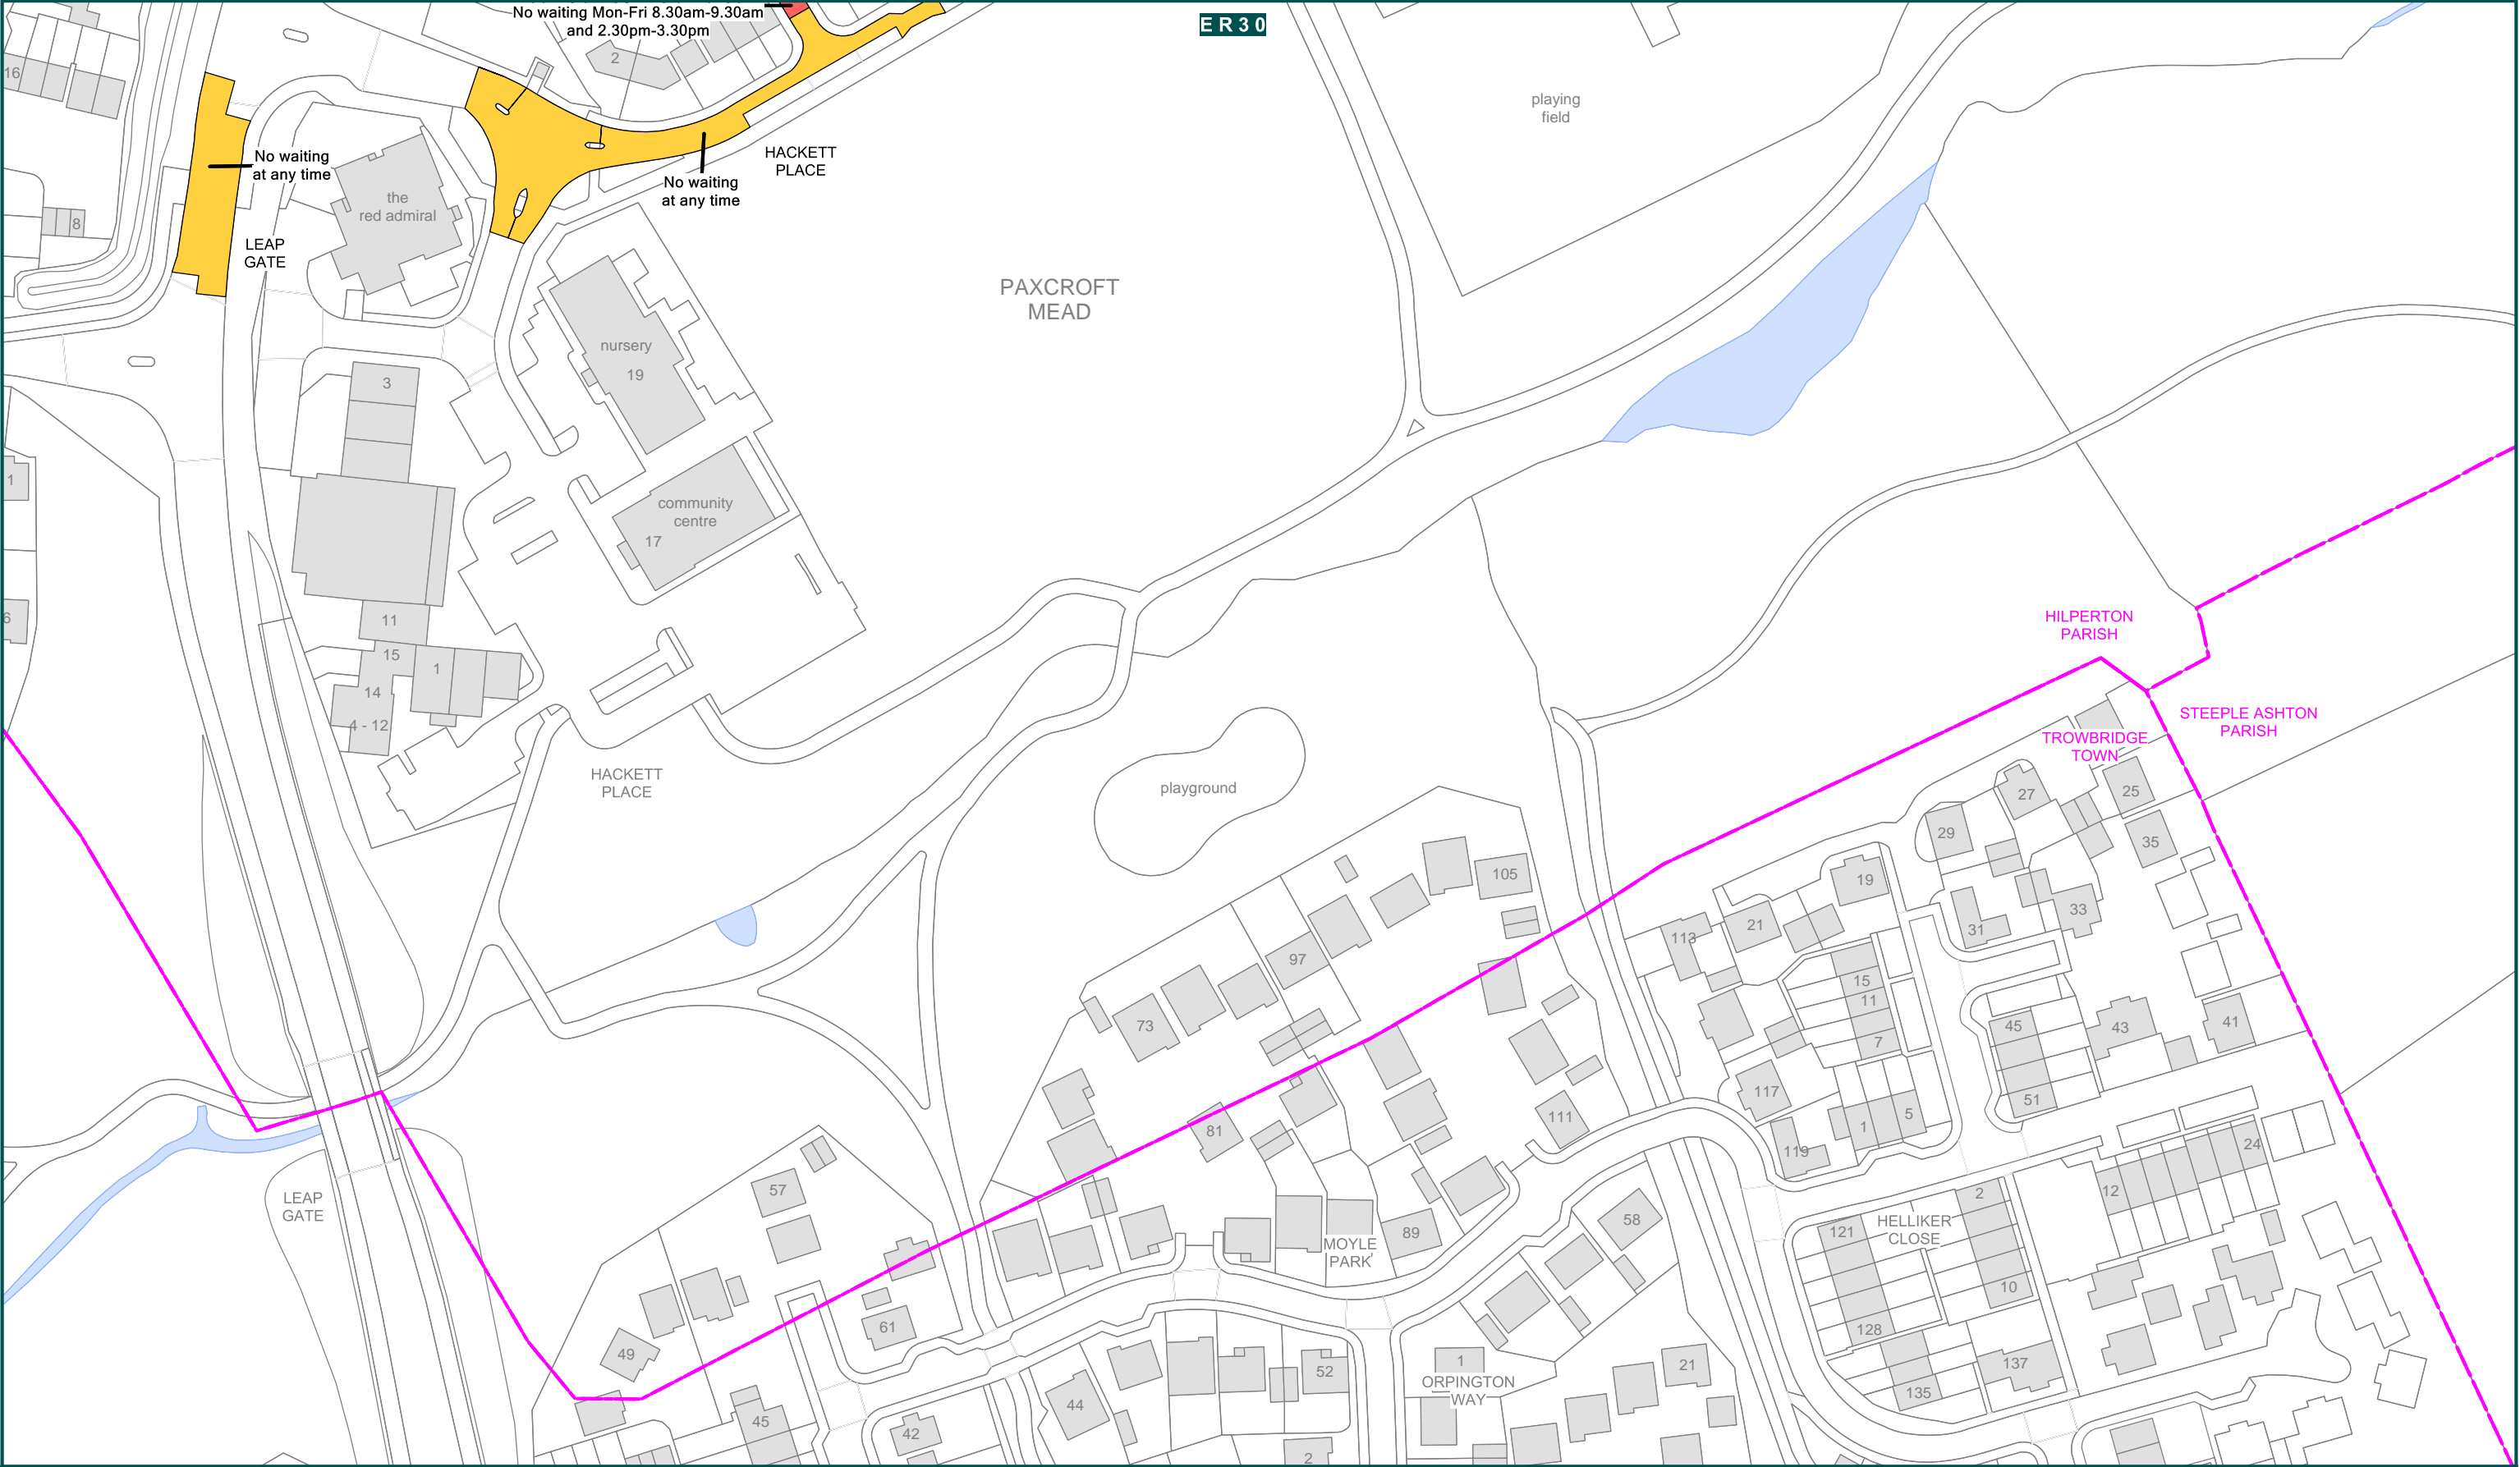 No waiting Mon-Fri 8.30am-9.30am
and 2.30pm-3.30pm
ER30
16
2
playing
field
No waiting
at any time
HACKETT
PLACE
No waiting
at any time
the
red admiral
8
LEAP
GATE
PAXCROFT
MEAD
nursery
19
3
1
community
centre
17
6
11
15
1
14
4 - 12
HILPERTON
PARISH
STEEPLE ASHTON
PARISH
TROWBRIDGE
TOWN
HACKETT
PLACE
playground
27
25
29
35
105
19
21
113
33
31
97
15
11
7
73
45
43
41
117
51
5
1
111
81
119
24
57
LEAP
GATE
12
2
58
89
MOYLE
PARK
121
HELLIKER
CLOSE
10
61
128
49
1
21
137
52
ORPINGTON
WAY
135
44
45
42
2